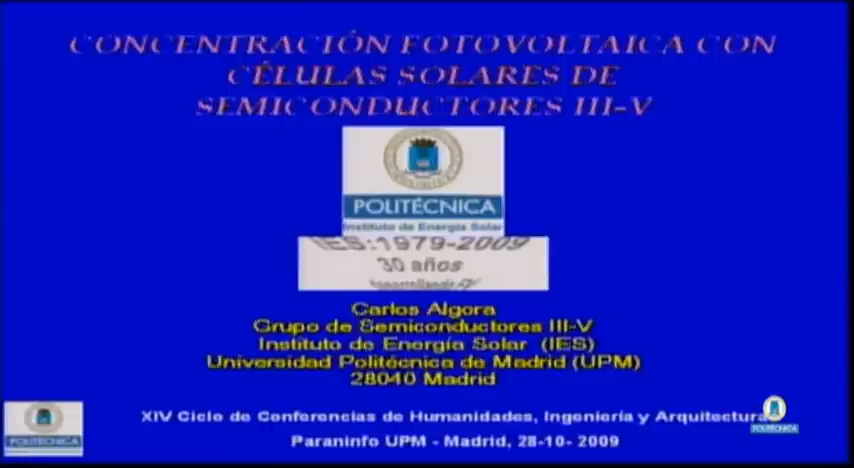 CONCENTRACIÓN FOTOVOLTAICA CON
CÉLULAS SOLARES DE
SEMICONDUCTORES III-V
POLITÉCNICA
Instituto de Energía Solar
IES:1979-2009
30 años
Carlos Algora
Grupo de Semiconductores III-V
Instituto de Energía Solar (IES)
Universidad Politécnica de Madrid (UPM)
28040 Madrid
XIV Ciclo de Conferencias de Humanidades, Ingeniería y Arquitectura
Paraninfo UPM - Madrid, 28-10- 2009
POLITÉCNICA
POLITÉCNICA